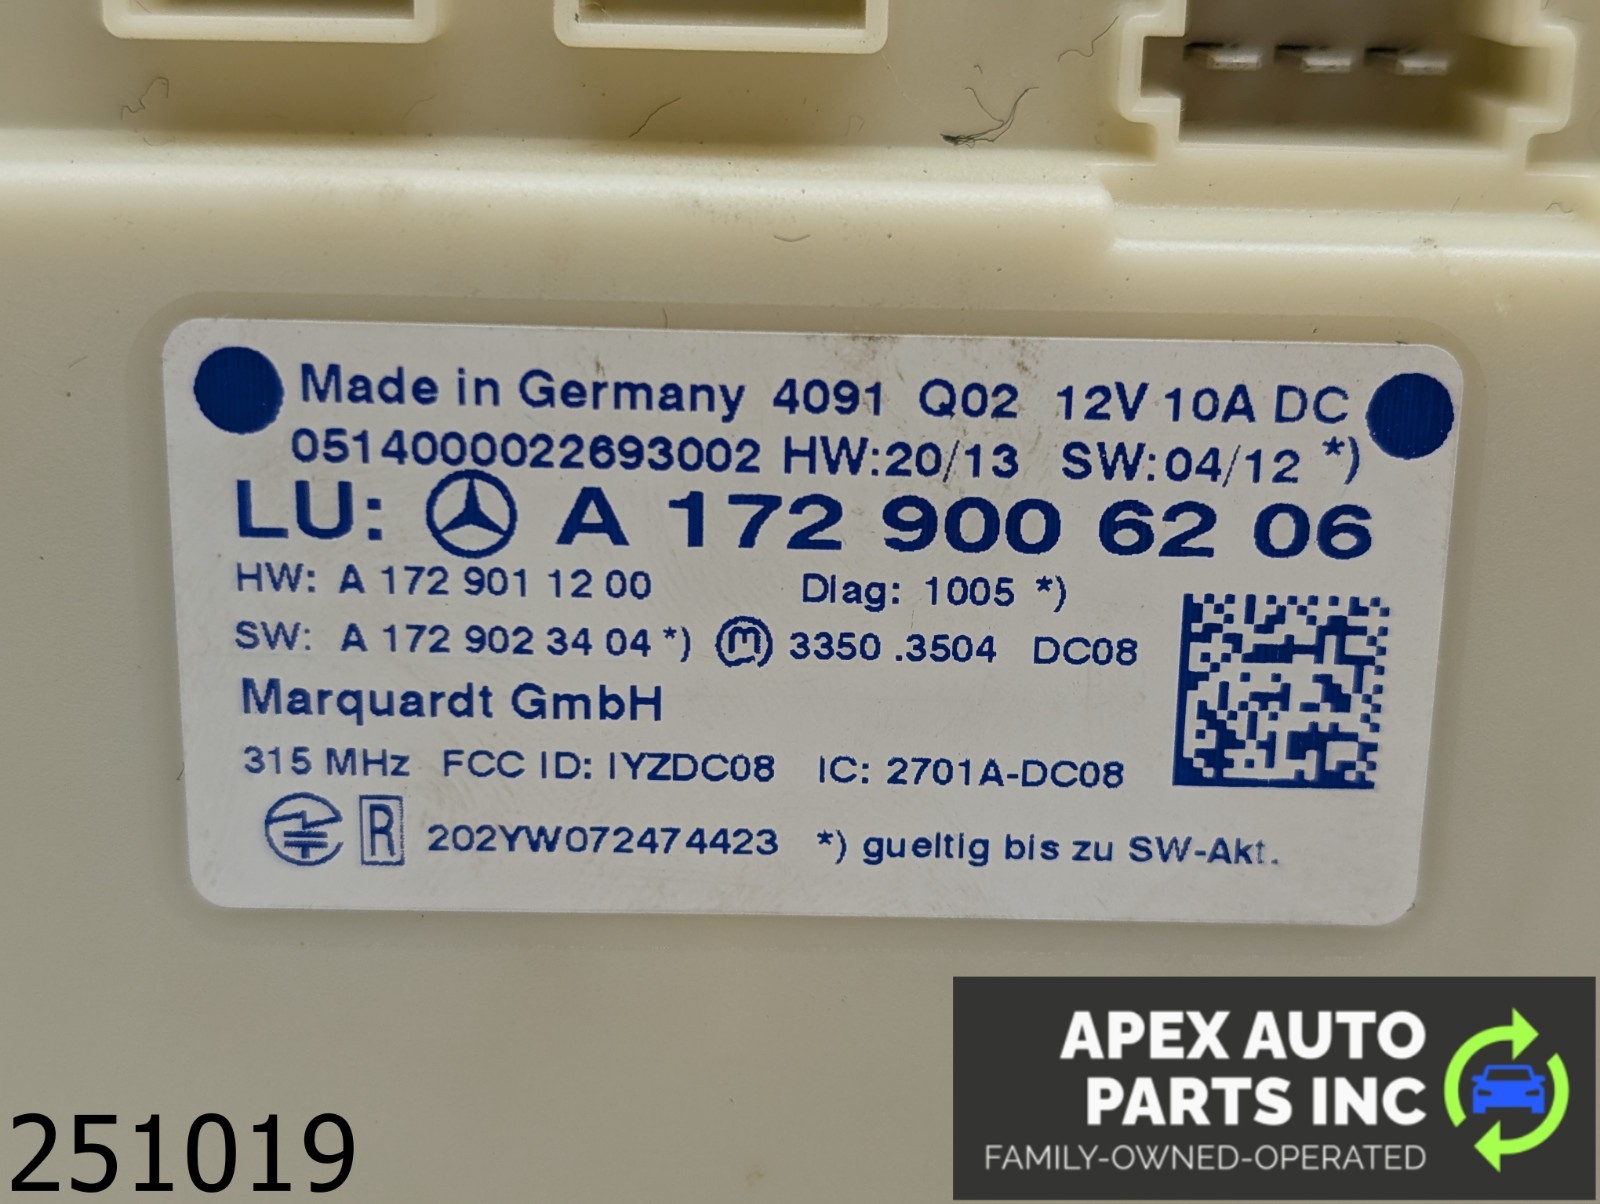 Made in Germany 4091 Q02 12V 10A DC
0514000022693002 HW:20/13 SW:04/12 *)
LU: A 172 900 62 06
HW: A 172 901 12 00 Diag: 1005 *)
SW: A 172 902 34 04 *) m 3350 .3504 DC08
Marquardt GmbH
315 MHz FCC ID: IYZDC08 IC: 2701A-DC08
R 202YW072474423 *) gueltig bis zu SW-Akt.
APEX AUTO
PARTS INC
FAMILY-OWNED-OPERATED
251019